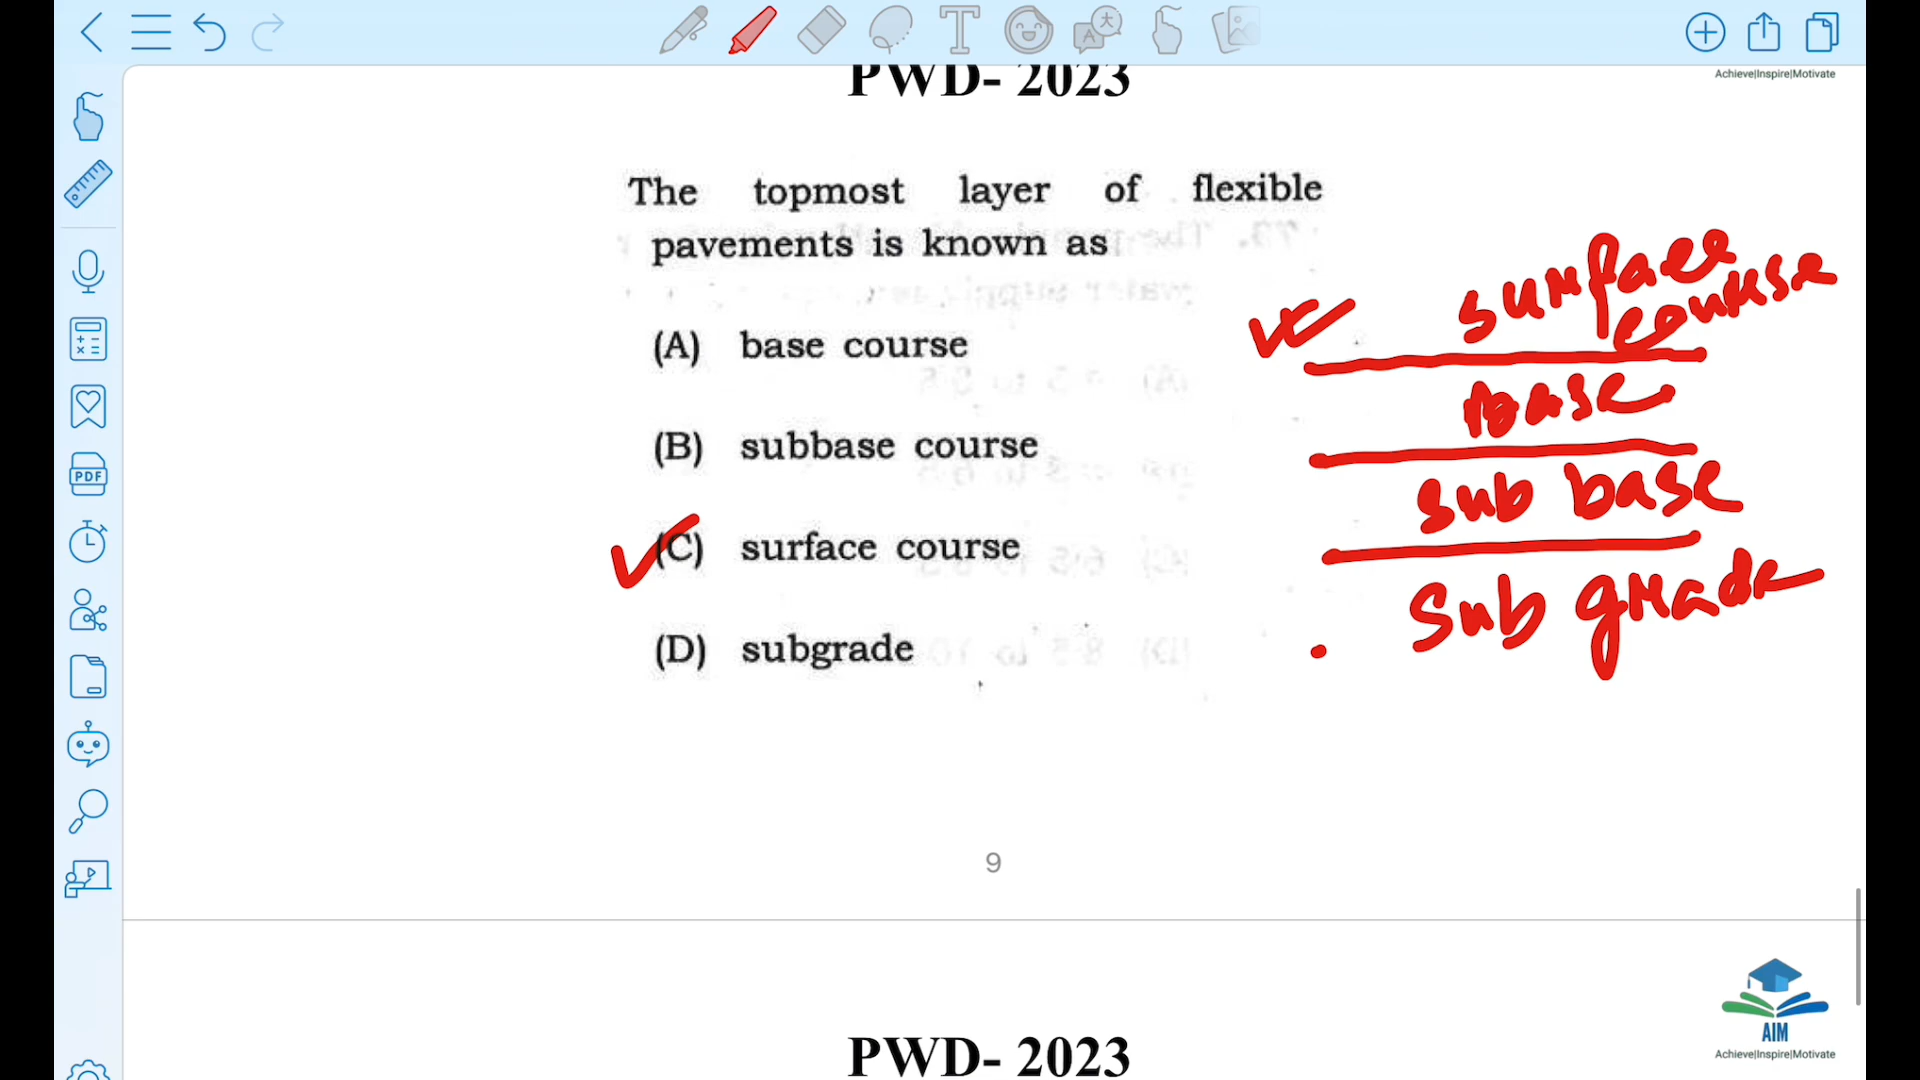 PWD- 2023
Achieve|Inspire|Motivate
The topmost layer of flexible
pavements is known as
(A) base course
(B) subbase course
(C) surface course
(D) subgrade
surface
course
base
sub base
sub grade
9
PDF
AIM
Achieve|Inspire|Motivate
PWD- 2023